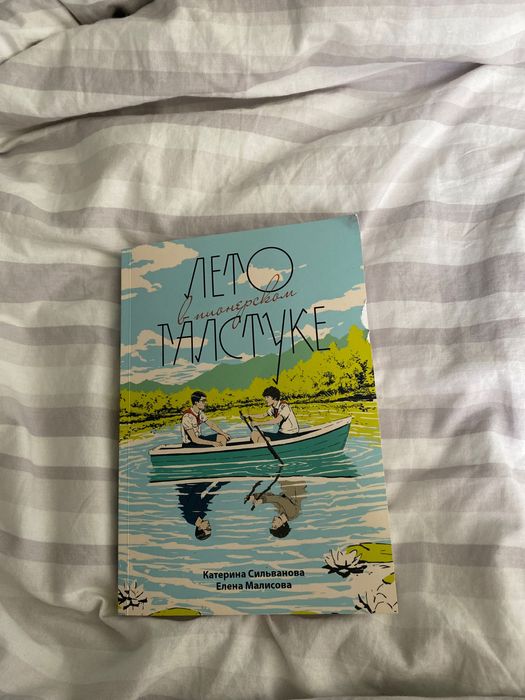 ЛЕТО
в пионерском
ГАЛСТУКЕ
Катерина Сильванова
Елена Малисова